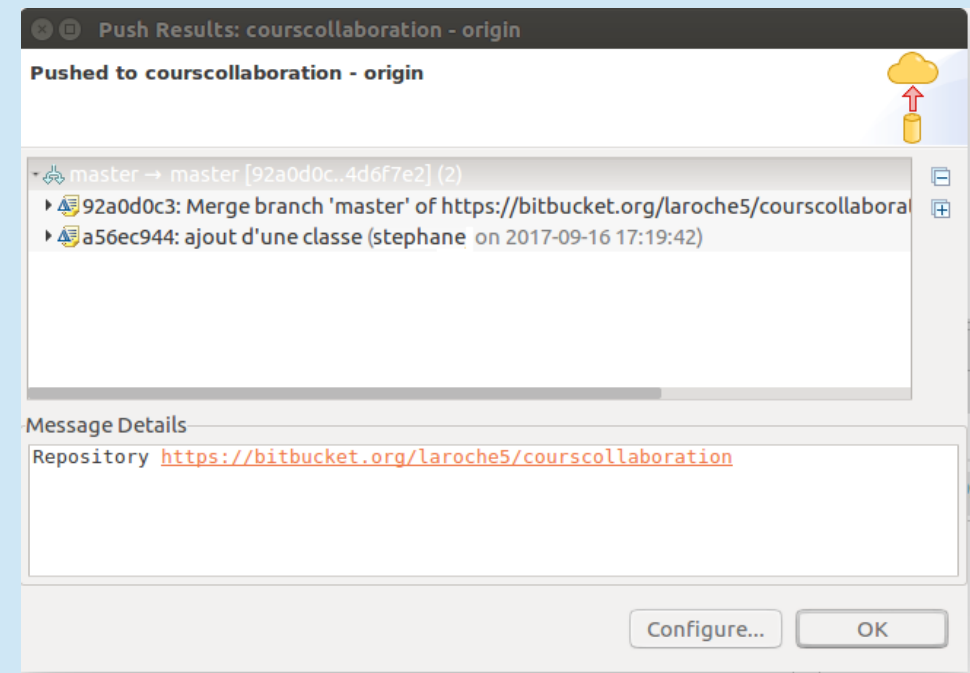 Push Results: courscollaboration - origin
Pushed to courscollaboration - origin
master → master [92a0d0c..4d6f7e2] (2)
92a0d0c3: Merge branch 'master' of https://bitbucket.org/laroche5/courscollaborat
a56ec944: ajout d'une classe (stephane on 2017-09-16 17:19:42)
Message Details
Repository https://bitbucket.org/laroche5/courscollaboration
Configure... OK